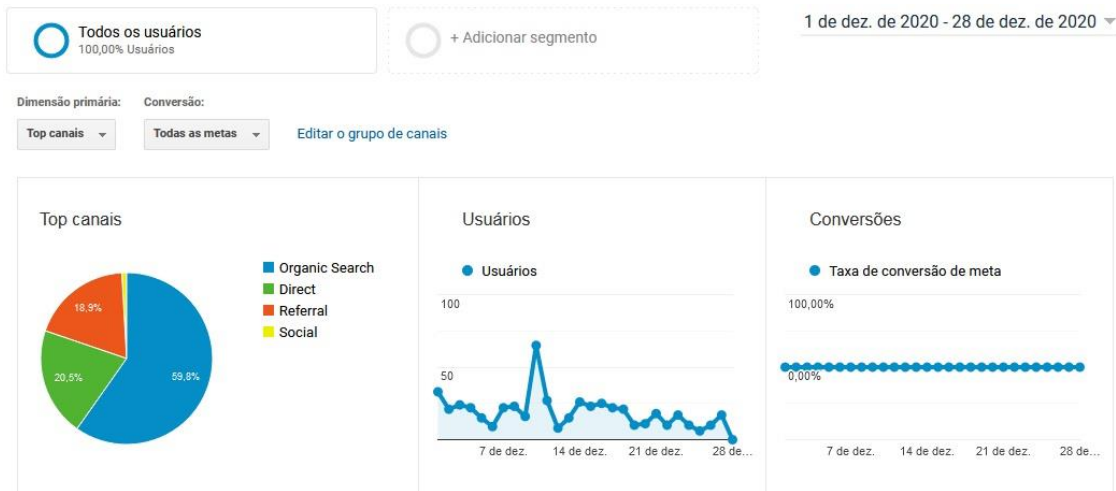 Todos os usuários
100,00% Usuários
+ Adicionar segmento
1 de dez. de 2020 - 28 de dez. de 2020
Dimensão primária:
Conversão:
Top canais
Todas as metas
Editar o grupo de canais
Top canais
Organic Search
Direct
Referral
Social
18,9%
20,5%
59,8%
Usuários
Usuários
100
50
7 de dez.
14 de dez.
21 de dez.
28 de...
Conversões
Taxa de conversão de meta
100,00%
0,00%
7 de dez.
14 de dez.
21 de dez.
28 de...